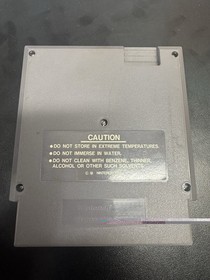 CAUTION
●DO NOT STORE IN EXTREME TEMPERATURES.
●DO NOT IMMERSE IN WATER.
●DO NOT CLEAN WITH BENZENE, THINNER,
ALCOHOL OR OTHER SUCH SOLVENTS.